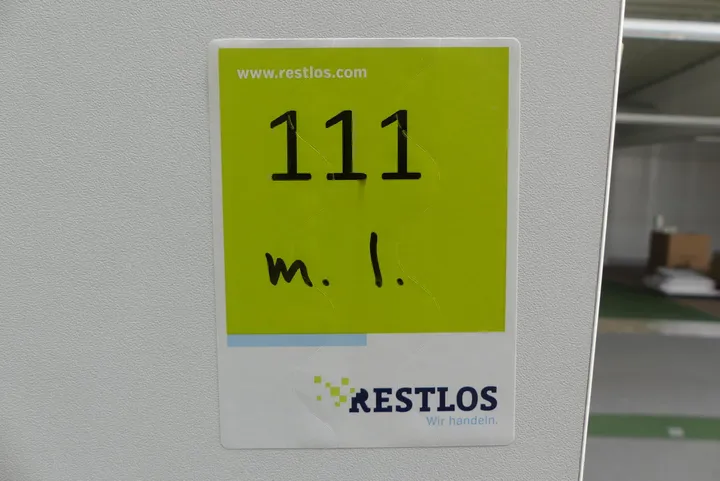 www.restlos.com
111
m. l.
RESTLOS
Wir handeln.